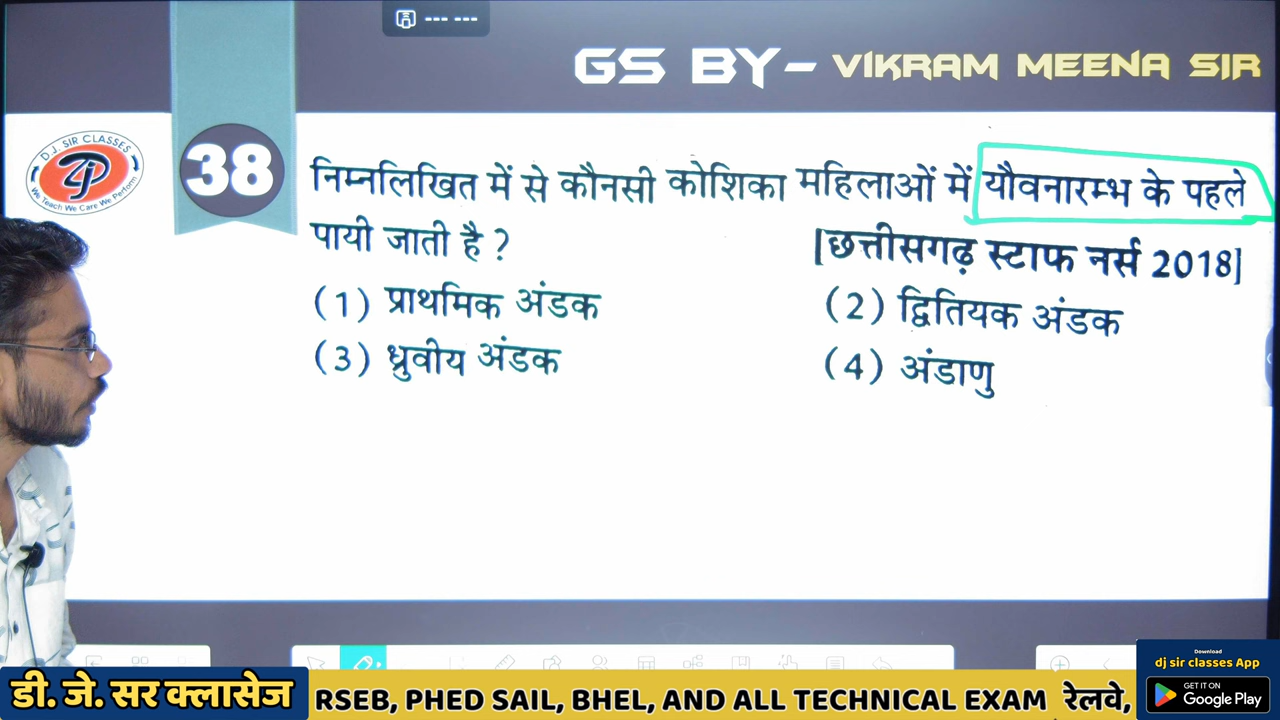 GS BY- VIKRAM MEENA SIR
D.J. SIR CLASSES
We Teach We Care We Perform
38
निम्नलिखित में से कौनसी कोशिका महिलाओं में यौवनारम्भ के पहले
पायी जाती है ? [छत्तीसगढ़ स्टाफ नर्स 2018]
(1) प्राथमिक अंडक (2) द्वितियक अंडक
(3) ध्रुवीय अंडक (4) अंडाणु
डी. जे. सर क्लासेज RSEB, PHED SAIL, BHEL, AND ALL TECHNICAL EXAM रेलवे,
Download
dj sir classes App
GET IT ON
Google Play